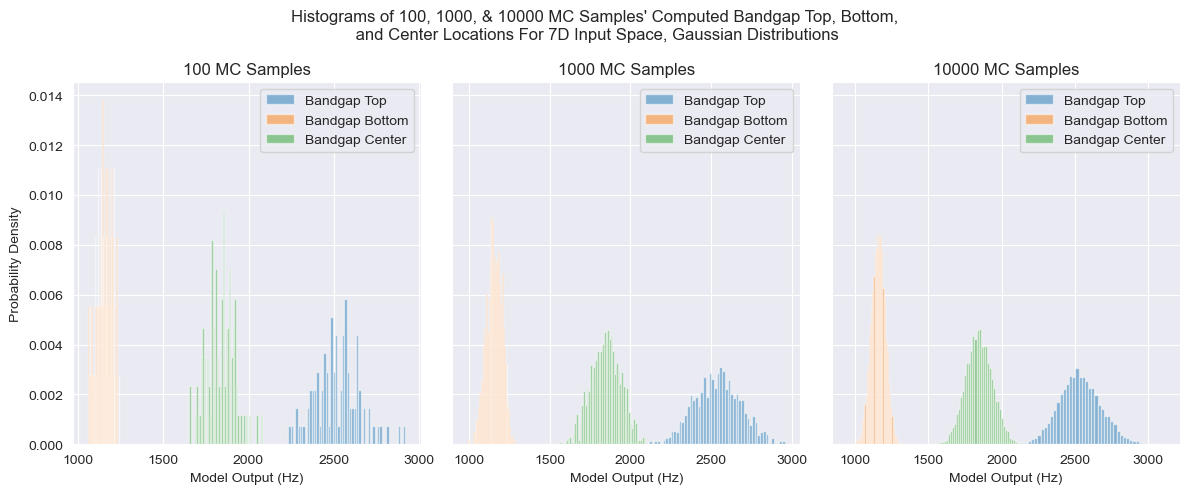 Histograms of 100, 1000, & 10000 MC Samples' Computed Bandgap Top, Bottom,
and Center Locations For 7D Input Space, Gaussian Distributions
100 MC Samples
1000 MC Samples
10000 MC Samples
Probability Density
0.014
0.012
0.010
0.008
0.006
0.004
0.002
0.000
Bandgap Top
Bandgap Bottom
Bandgap Center
1000 1500 2000 2500 3000
Model Output (Hz)
Bandgap Top
Bandgap Bottom
Bandgap Center
1000 1500 2000 2500 3000
Model Output (Hz)
Bandgap Top
Bandgap Bottom
Bandgap Center
1000 1500 2000 2500 3000
Model Output (Hz)